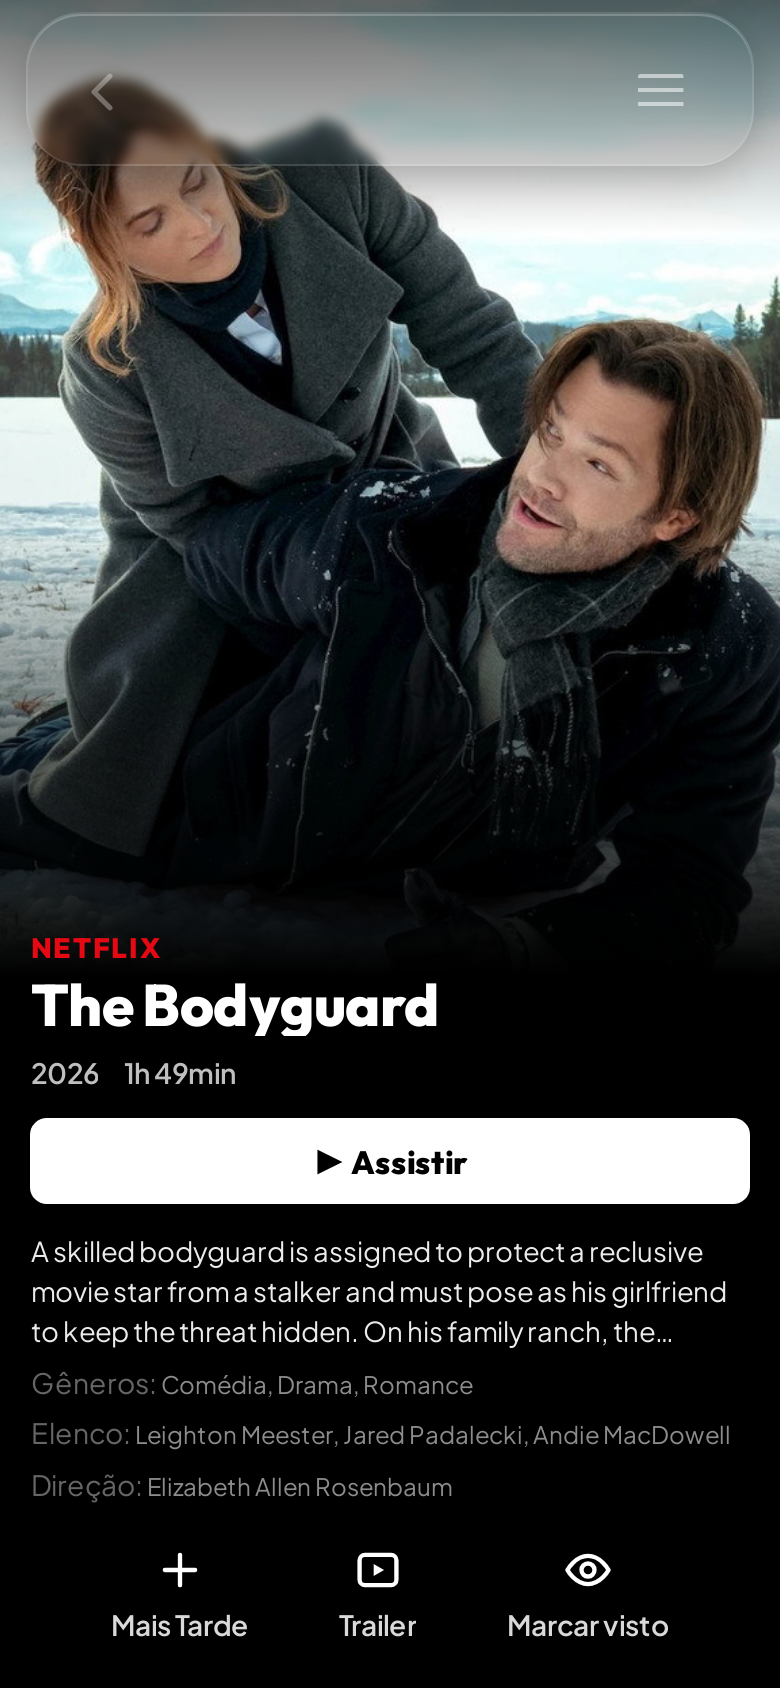 NETFLIX
The Bodyguard
2026 1h 49min
Assistir
A skilled bodyguard is assigned to protect a reclusive
movie star from a stalker and must pose as his girlfriend
to keep the threat hidden. On his family ranch, the...
Gêneros: Comédia, Drama, Romance
Elenco: Leighton Meester, Jared Padalecki, Andie MacDowell
Direção: Elizabeth Allen Rosenbaum
Mais Tarde
Trailer
Marcar visto